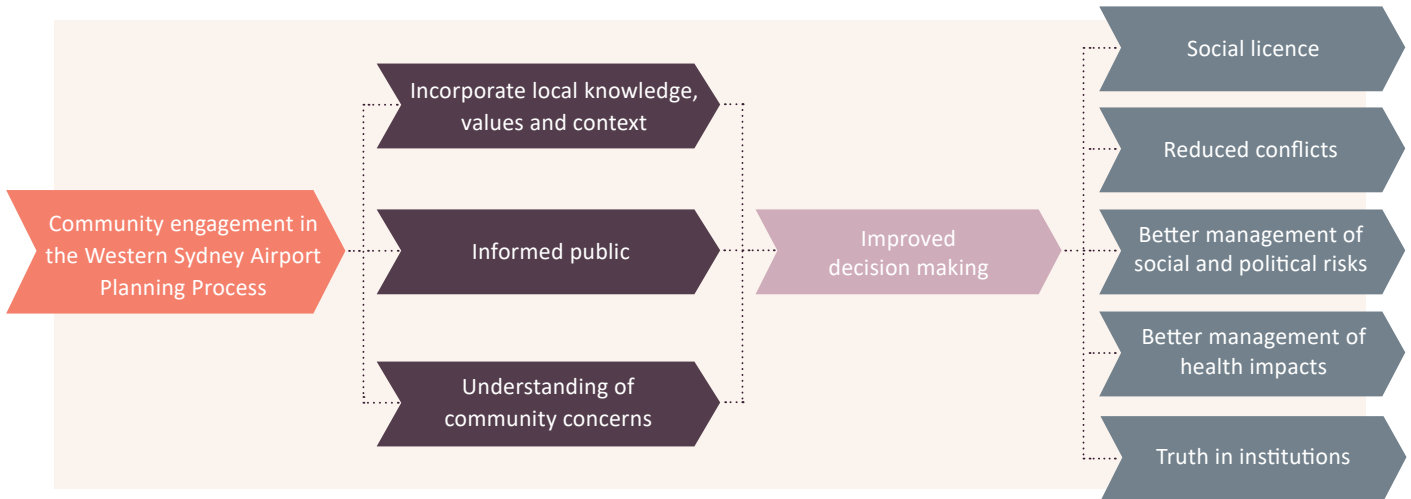 Community engagement in
the Western Sydney Airport
Planning Process
Incorporate local knowledge,
values and context
Informed public
Understanding of
community concerns
Improved
decision making
Social licence
Reduced conflicts
Better management of
social and political risks
Better management of
health impacts
Truth in institutions